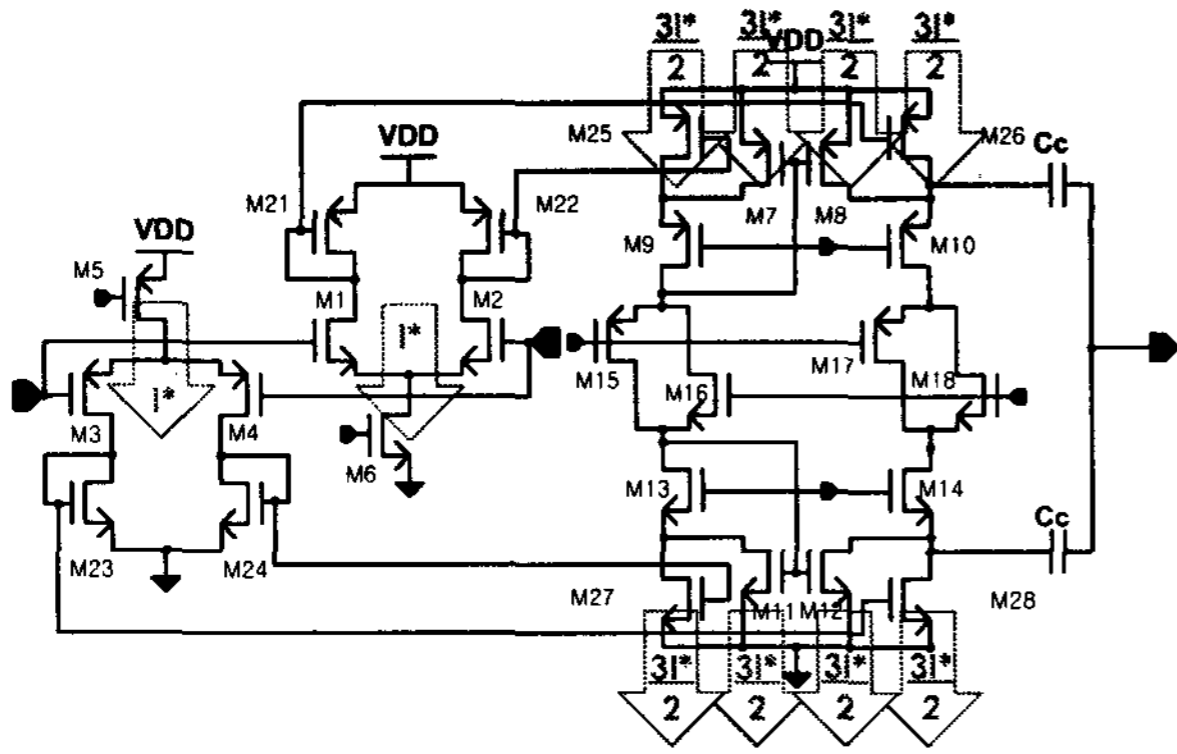 3I* 3I* 3I* 3I*
2 2 2 2
VDD
M25 M26 Cc
VDD
M21 M22
M7 M8
VDD
M9 M10
M5
M1 M2
I*
M17 M18
M15 M16
I*
M3 M4
M6
M13 M14
Cc
M23 M24
M27 M11 M12 M28
3I* 3I* 3I* 3I*
2 2 2 2